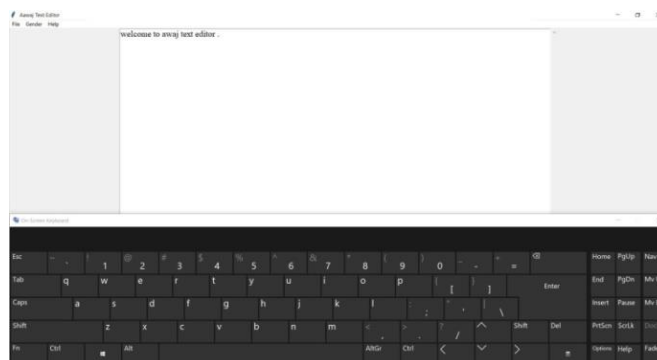 Aawaj Text Editor
File Gender Help
welcome to awaj text editor .
On-Screen Keyboard
Esc ~ ` ! 1 @ 2 # 3 $ 4 % 5 ^ 6 & 7 * 8 ( 9 ) 0 _ - + = Home PgUp Nav
Tab q w e r t y u i o p { [ } ] Enter End PgDn Mv
Caps a s d f g h j k l : ; " ' | \ Insert Pause Mv
Shift z x c v b n m < , > . ? / Shift Del PrtScn ScrLk
Fn Ctrl Alt AltGr Ctrl Options Help Fade